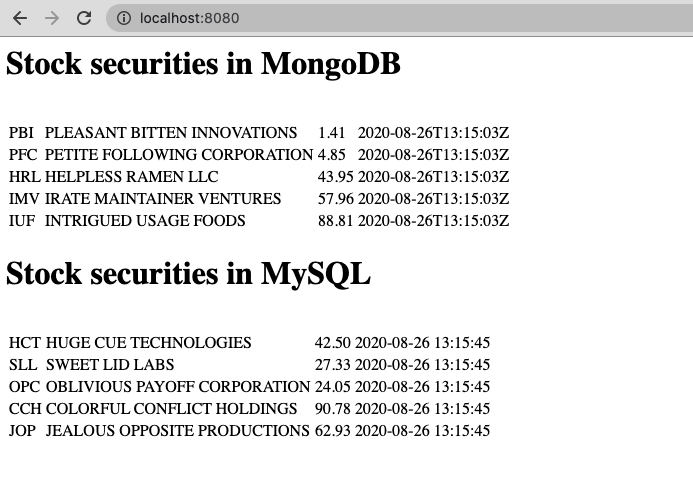 localhost:8080
Stock securities in MongoDB
PBI PLEASANT BITTEN INNOVATIONS 1.41 2020-08-26T13:15:03Z
PFC PETITE FOLLOWING CORPORATION 4.85 2020-08-26T13:15:03Z
HRL HELPLESS RAMEN LLC 43.95 2020-08-26T13:15:03Z
IMV IRATE MAINTAINER VENTURES 57.96 2020-08-26T13:15:03Z
IUF INTRIGUED USAGE FOODS 88.81 2020-08-26T13:15:03Z
Stock securities in MySQL
HCT HUGE CUE TECHNOLOGIES 42.50 2020-08-26 13:15:45
SLL SWEET LID LABS 27.33 2020-08-26 13:15:45
OPC OBLIVIOUS PAYOFF CORPORATION 24.05 2020-08-26 13:15:45
CCH COLORFUL CONFLICT HOLDINGS 90.78 2020-08-26 13:15:45
JOP JEALOUS OPPOSITE PRODUCTIONS 62.93 2020-08-26 13:15:45